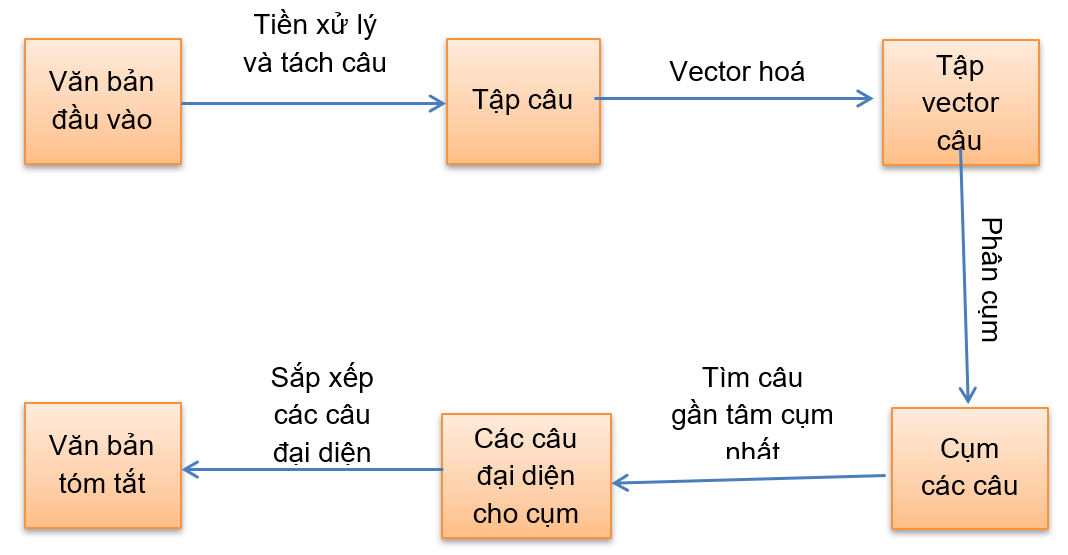 Văn bản
đầu vào
Tiền xử lý
và tách câu
Tập câu
Vector hoá
Tập
vector
câu
Phân cụm
Cụm
các câu
Tìm câu
gần tâm cụm
nhất
Các câu
đại diện
cho cụm
Sắp xếp
các câu
đại diện
Văn bản
tóm tắt